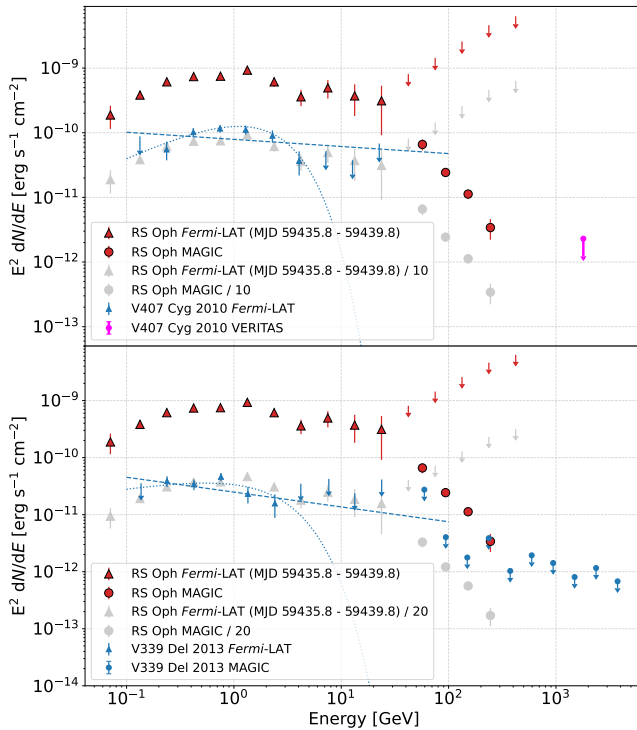 E² dN/dE [erg s⁻¹ cm⁻²]
10⁻⁹
10⁻¹⁰
10⁻¹¹
10⁻¹²
10⁻¹³
RS Oph Fermi-LAT (MJD 59435.8 - 59439.8)
RS Oph MAGIC
RS Oph Fermi-LAT (MJD 59435.8 - 59439.8) / 10
RS Oph MAGIC / 10
V407 Cyg 2010 Fermi-LAT
V407 Cyg 2010 VERITAS
E² dN/dE [erg s⁻¹ cm⁻²]
10⁻⁹
10⁻¹⁰
10⁻¹¹
10⁻¹²
10⁻¹³
10⁻¹⁴
RS Oph Fermi-LAT (MJD 59435.8 - 59439.8)
RS Oph MAGIC
RS Oph Fermi-LAT (MJD 59435.8 - 59439.8) / 20
RS Oph MAGIC / 20
V339 Del 2013 Fermi-LAT
V339 Del 2013 MAGIC
10⁻¹ 10⁰ 10¹ 10² 10³
Energy [GeV]